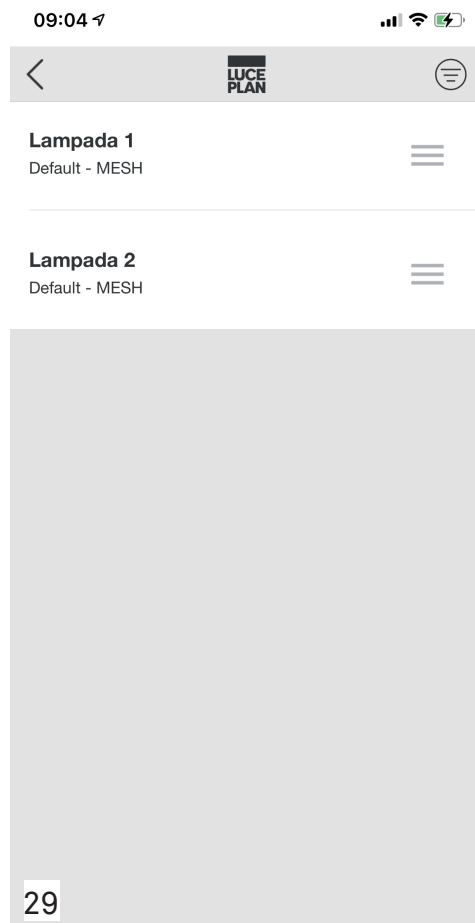 09:04
LUCE
PLAN
Lampada 1
Default - MESH
Lampada 2
Default - MESH
29